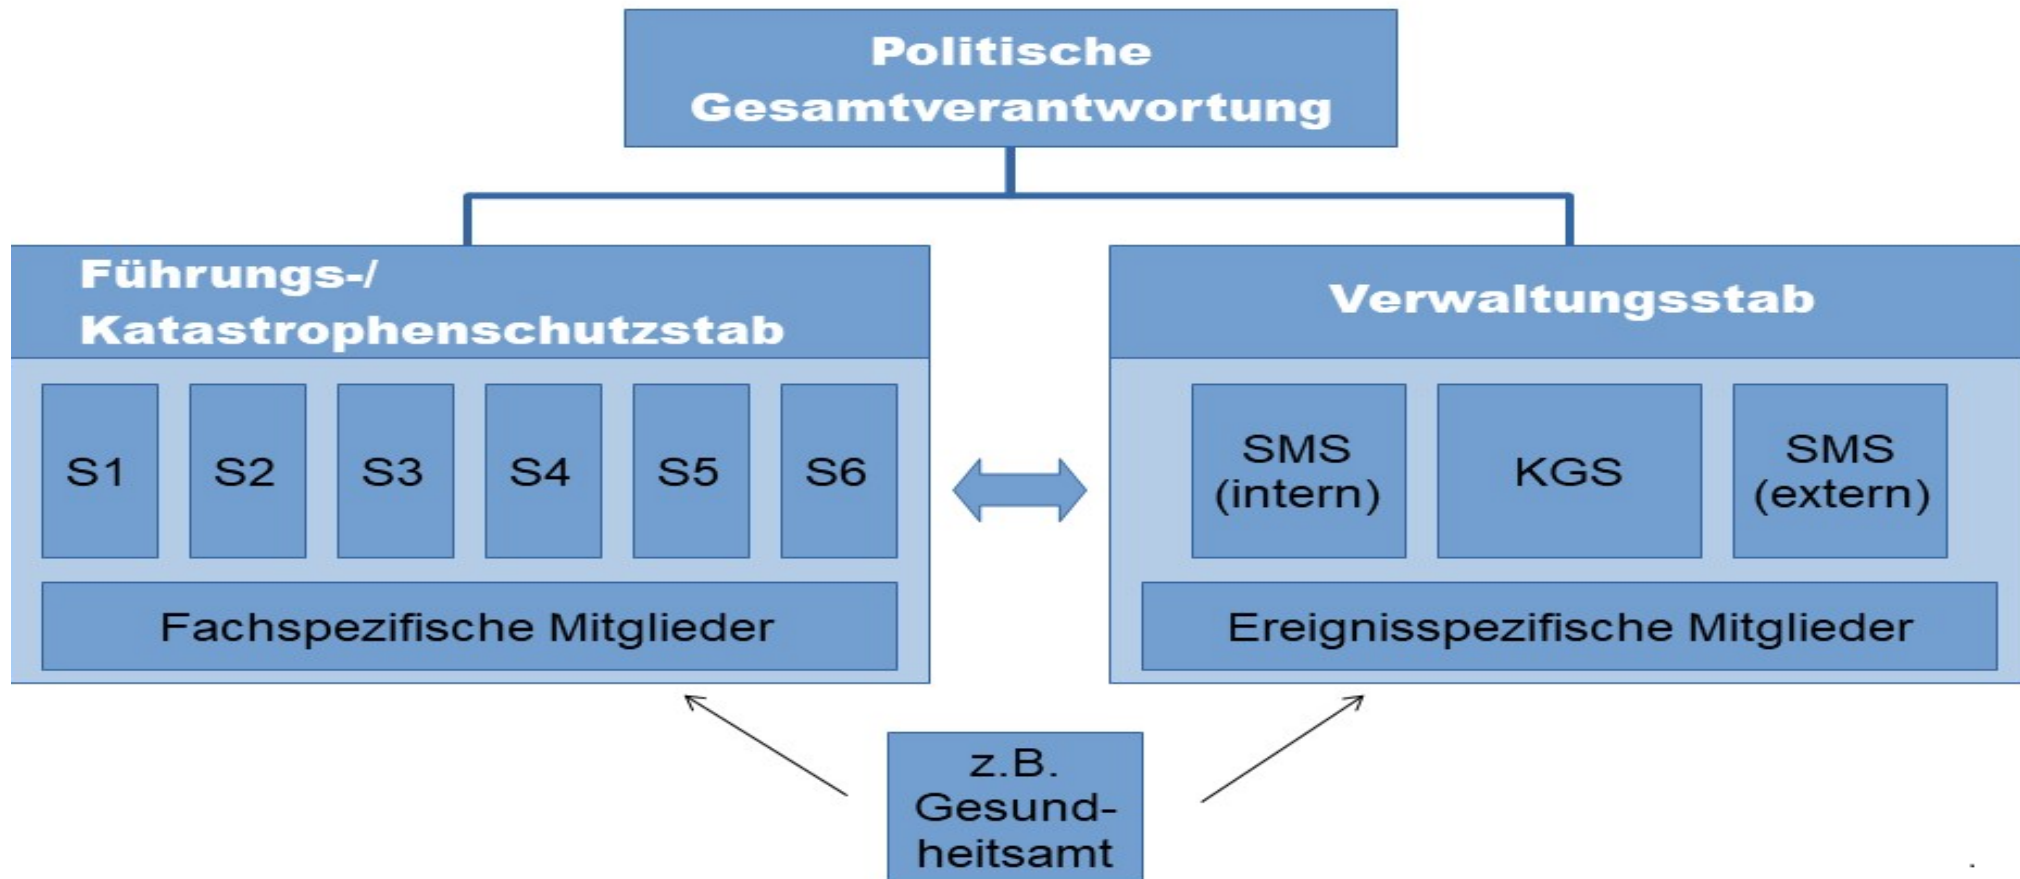 Politische
Gesamtverantwortung
Führungs-/
Katastrophenschutzstab
S1 S2 S3 S4 S5 S6
Fachspezifische Mitglieder
Verwaltungsstab
SMS
(intern)
KGS
SMS
(extern)
Ereignisspezifische Mitglieder
z.B.
Gesund-
heitsamt
.